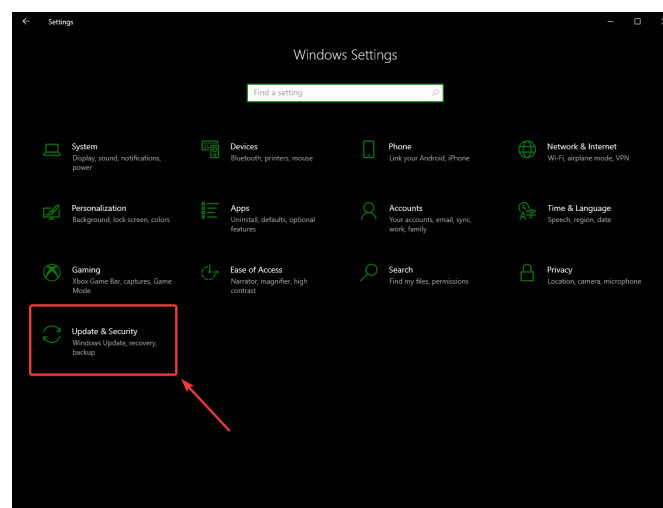 Settings
Windows Settings
Find a setting
System
Display, sound, notifications,
power
Devices
Bluetooth, printers, mouse
Phone
Link your Android, iPhone
Network & Internet
Wi-Fi, airplane mode, VPN
Personalization
Background, lock screen, colors
Apps
Uninstall, defaults, optional
features
Accounts
Your accounts, email, sync,
work, family
Time & Language
Speech, region, date
Gaming
Xbox Game Bar, captures, Game
Mode
Ease of Access
Narrator, magnifier, high
contrast
Search
Find my files, permissions
Privacy
Location, camera, microphone
Update & Security
Windows Update, recovery,
backup